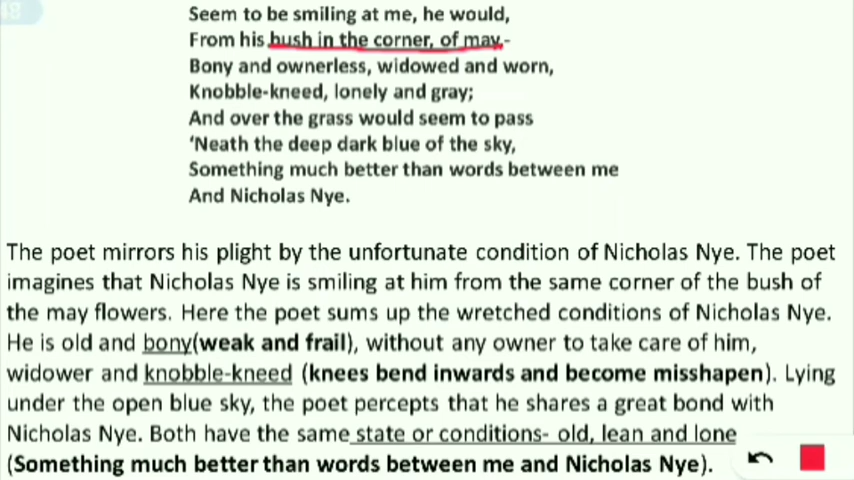 48
Seem to be smiling at me, he would,
From his bush in the corner, of may-
Bony and ownerless, widowed and worn,
Knobble-kneed, lonely and gray;
And over the grass would seem to pass
‘Neath the deep dark blue of the sky,
Something much better than words between me
And Nicholas Nye.
The poet mirrors his plight by the unfortunate condition of Nicholas Nye. The poet
imagines that Nicholas Nye is smiling at him from the same corner of the bush of
the may flowers. Here the poet sums up the wretched conditions of Nicholas Nye.
He is old and bony(weak and frail), without any owner to take care of him,
widower and knobble-kneed (knees bend inwards and become misshapen). Lying
under the open blue sky, the poet percepts that he shares a great bond with
Nicholas Nye. Both have the same state or conditions- old, lean and lone
(Something much better than words between me and Nicholas Nye).